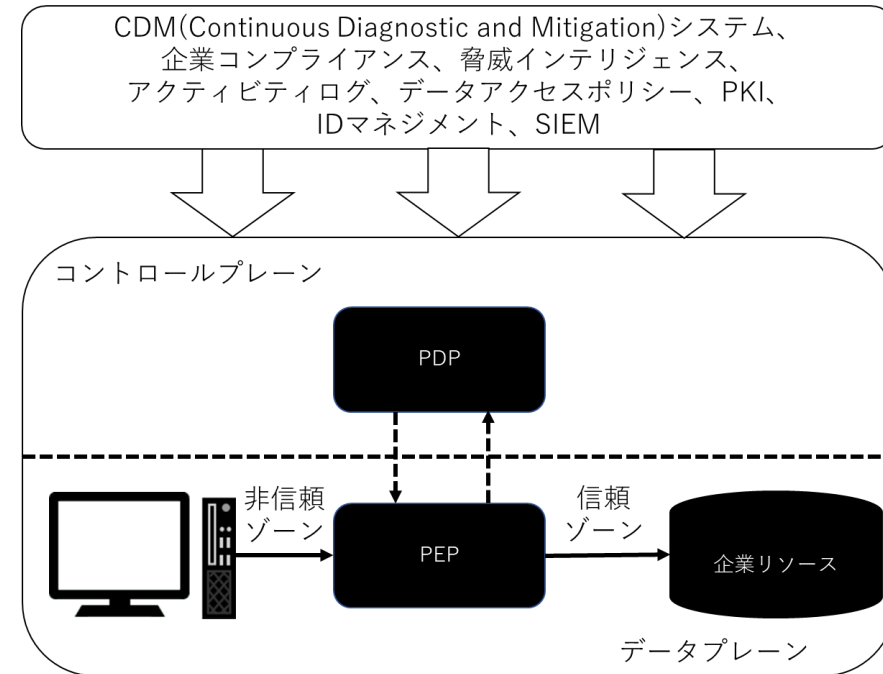 CDM(Continuous Diagnostic and Mitigation)システム、
企業コンプライアンス、脅威インテリジェンス、
アクティビティログ、データアクセスポリシー、PKI、
IDマネジメント、SIEM
コントロールプレーン
PDP
非信頼
ゾーン
PEP
信頼
ゾーン
企業リソース
データプレーン